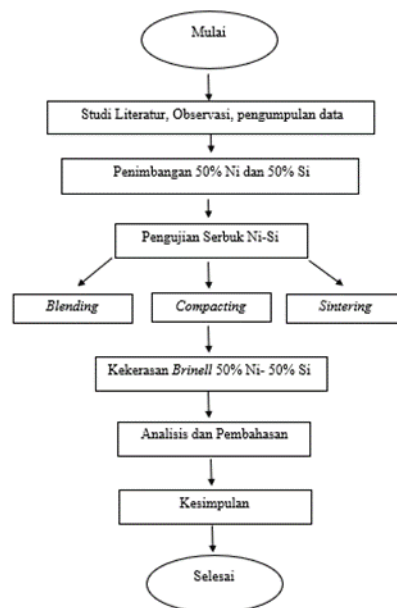 Mulai
Studi Literatur, Observasi, pengumpulan data
Penimbangan 50% Ni dan 50% Si
Pengujian Serbuk Ni-Si
Blending
Compacting
Sintering
Kekerasan Brinell 50% Ni- 50% Si
Analisis dan Pembahasan
Kesimpulan
Selesai